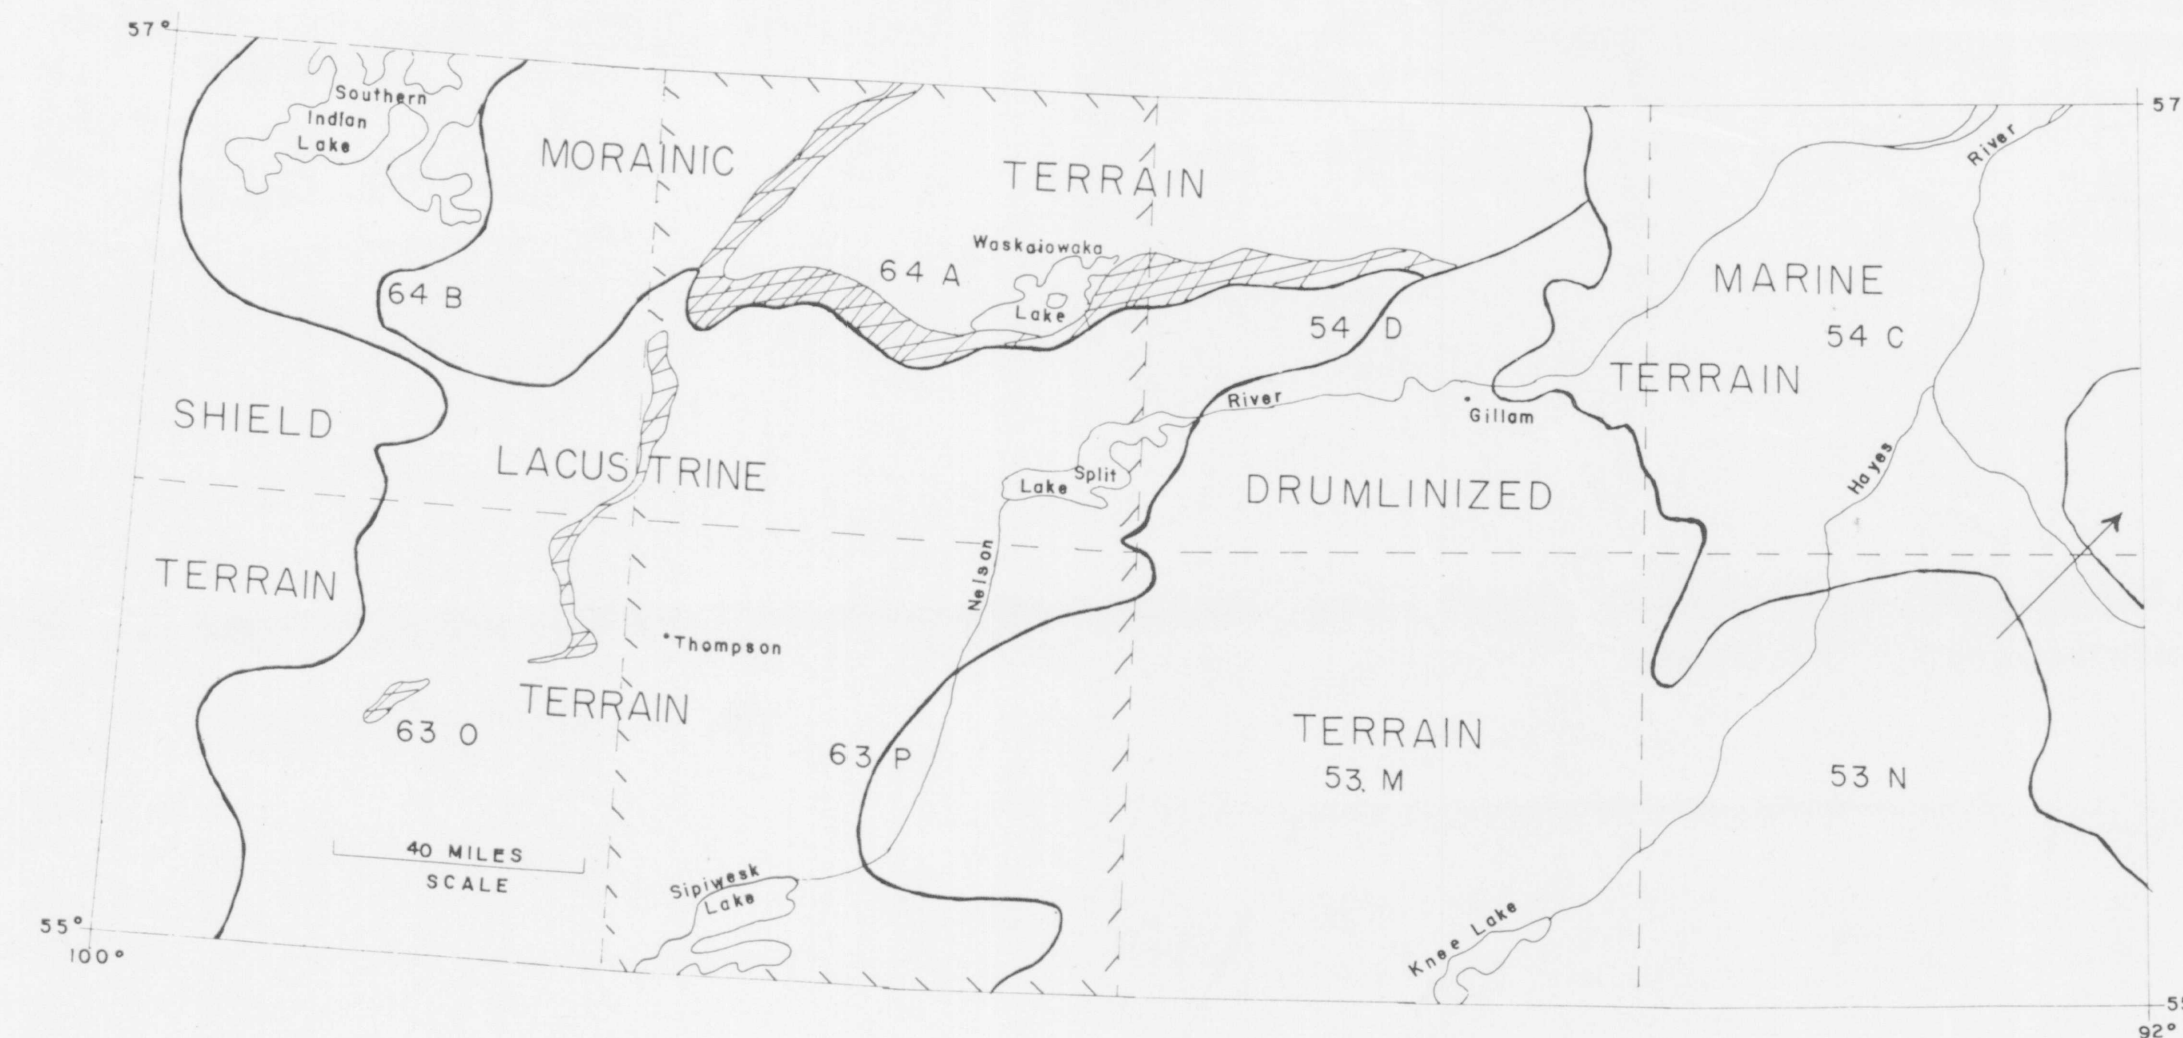 57°
57
Southern
Indian
Lake
River
MORAINIC
TERRAIN
Waskaiowaka
Lake
64 A
64 B
MARINE
54 C
54 D
TERRAIN
River
Gillam
SHIELD
LACUSTRINE
Split
Lake
Hayes
DRUMLINIZED
Nelson
TERRAIN
Thompson
TERRAIN
63 O
63 P
TERRAIN
53. M
53 N
40 MILES
SCALE
Sipiwesk
Lake
Knee Lake
55°
100°
55
92°